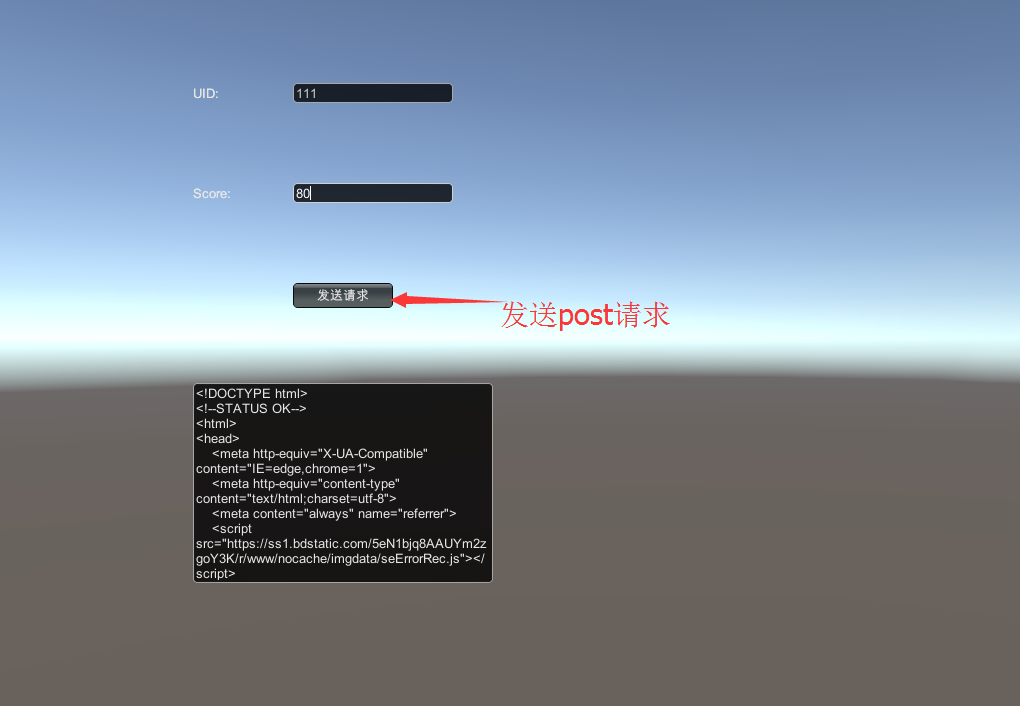 UID:
111
Score:
80
发送请求
发送post请求
<!DOCTYPE html>
<!--STATUS OK-->
<html>
<head>
    <meta http-equiv="X-UA-Compatible"
content="IE=edge,chrome=1">
    <meta http-equiv="content-type"
content="text/html;charset=utf-8">
    <meta content="always" name="referrer">
    <script
src="https://ss1.bdstatic.com/5eN1bjq8AAUYm2z
goY3K/r/www/nocache/imgdata/seErrorRec.js"></
script>